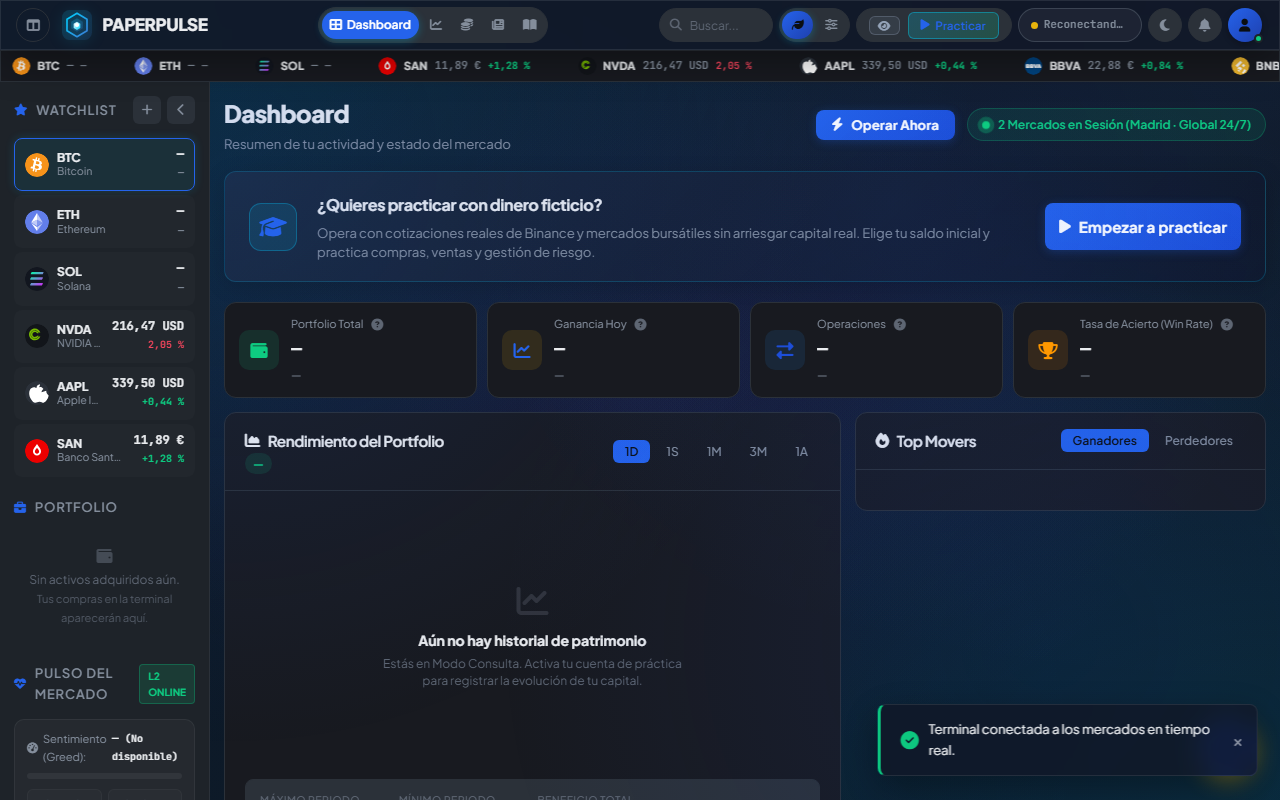 PAPERPULSE
Dashboard
Buscar...
Practicar
Reconectand...
BTC — —
ETH — —
SOL — —
SAN 11,89 € +1,28 %
NVDA 216,47 USD 2,05 %
AAPL 339,50 USD +0,44 %
BBVA 22,88 € +0,84 %
BNB
WATCHLIST
BTC —
Bitcoin —
ETH —
Ethereum —
SOL —
Solana —
NVDA 216,47 USD
NVIDIA ... 2,05 %
AAPL 339,50 USD
Apple I... +0,44 %
SAN 11,89 €
Banco Sant... +1,28 %
PORTFOLIO
Sin activos adquiridos aún.
Tus compras en la terminal
aparecerán aquí.
PULSO DEL
MERCADO
L2
ONLINE
Sentimiento
(Greed):
— (No
disponible)
Dashboard
Resumen de tu actividad y estado del mercado
Operar Ahora
2 Mercados en Sesión (Madrid · Global 24/7)
¿Quieres practicar con dinero ficticio?
Opera con cotizaciones reales de Binance y mercados bursátiles sin arriesgar capital real. Elige tu saldo inicial y
practica compras, ventas y gestión de riesgo.
Empezar a practicar
Portfolio Total ?
—
—
Ganancia Hoy ?
—
—
Operaciones ?
—
—
Tasa de Acierto (Win Rate) ?
—
—
Rendimiento del Portfolio
—
1D 1S 1M 3M 1A
Aún no hay historial de patrimonio
Estás en Modo Consulta. Activa tu cuenta de práctica
para registrar la evolución de tu capital.
MÁXIMO PERIODO MÍNIMO PERIODO BENEFICIO TOTAL
Top Movers
Ganadores Perdedores
Terminal conectada a los mercados en tiempo
real.
×